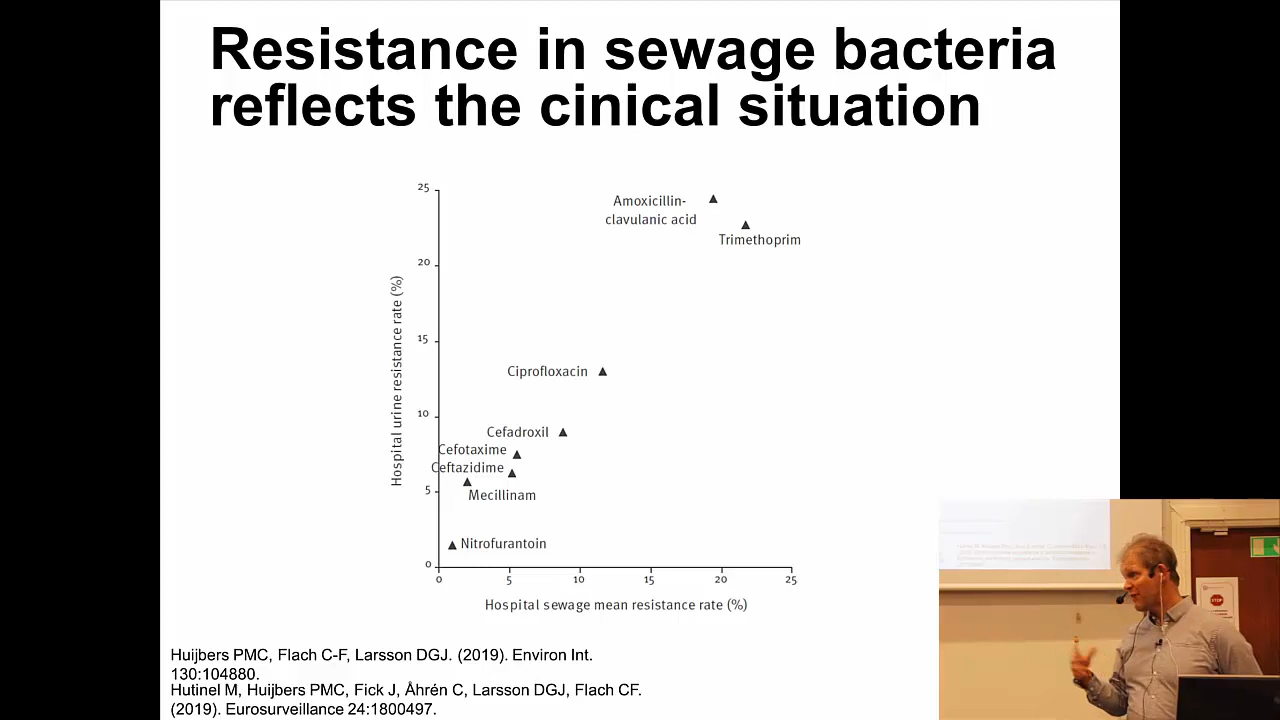 Resistance in sewage bacteria
reflects the cinical situation
25
20
15
10
5
0
Hospital urine resistance rate (%)
Amoxicillin-
clavulanic acid
Trimethoprim
Ciprofloxacin
Cefadroxil
Cefotaxime
Ceftazidime
Mecillinam
Nitrofurantoin
0 5 10 15 20 25
Hospital sewage mean resistance rate (%)
Huijbers PMC, Flach C-F, Larsson DGJ. (2019). Environ Int.
130:104880.
Hutinel M, Huijbers PMC, Fick J, Åhrén C, Larsson DGJ, Flach CF.
(2019). Eurosurveillance 24:1800497.
STOP